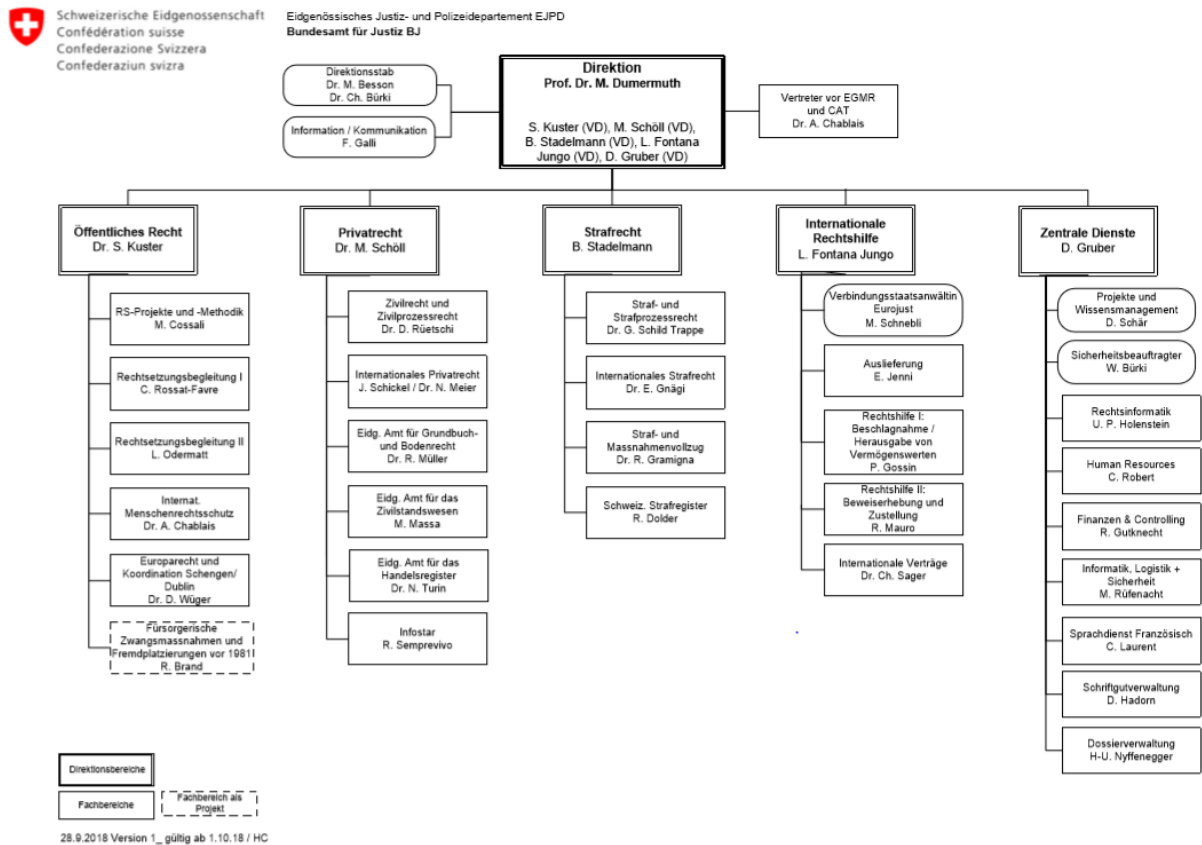 Schweizerische Eidgenossenschaft
Confédération suisse
Confederazione Svizzera
Confederaziun svizra
Eidgenössisches Justiz- und Polizeidepartement EJPD
Bundesamt für Justiz BJ
Direktionsstab
Dr. M. Besson
Dr. Ch. Bürki
Information / Kommunikation
F. Galli
Direktion
Prof. Dr. M. Dumermuth
S. Kuster (VD), M. Schöll (VD),
B. Stadelmann (VD), L. Fontana
Jungo (VD), D. Gruber (VD)
Vertreter vor EGMR
und CAT
Dr. A. Chablais
Öffentliches Recht
Dr. S. Kuster
RS-Projekte und -Methodik
M. Cossali
Rechtsetzungsbegleitung I
C. Rossat-Favre
Rechtsetzungsbegleitung II
L. Odermatt
Internat.
Menschenrechtsschutz
Dr. A. Chablais
Europarecht und
Koordination Schengen/
Dublin
Dr. D. Wüger
Fürsorgerische
Zwangsmassnahmen und
Fremdplatzierungen vor 1981
R. Brand
Privatrecht
Dr. M. Schöll
Zivilrecht und
Zivilprozessrecht
Dr. D. Rüetschi
Internationales Privatrecht
J. Schickel / Dr. N. Meier
Eidg. Amt für Grundbuch-
und Bodenrecht
Dr. R. Müller
Eidg. Amt für das
Zivilstandswesen
M. Massa
Eidg. Amt für das
Handelsregister
Dr. N. Turin
Infostar
R. Semprevivo
Strafrecht
B. Stadelmann
Straf- und
Strafprozessrecht
Dr. G. Schild Trappe
Internationales Strafrecht
Dr. E. Gnägi
Straf- und
Massnahmenvollzug
Dr. R. Gramigna
Schweiz. Strafregister
R. Dolder
Internationale
Rechtshilfe
L. Fontana Jungo
Verbindungsstaatsanwältin
Eurojust
M. Schnebli
Auslieferung
E. Jenni
Rechtshilfe I:
Beschlagnahme /
Herausgabe von
Vermögenswerten
P. Gossin
Rechtshilfe II:
Beweiserhebung und
Zustellung
R. Mauro
Internationale Verträge
Dr. Ch. Sager
Zentrale Dienste
D. Gruber
Projekte und
Wissensmanagement
D. Schär
Sicherheitsbeauftragter
W. Bürki
Rechtsinformatik
U. P. Holenstein
Human Resources
C. Robert
Finanzen & Controlling
R. Gutknecht
Informatik, Logistik +
Sicherheit
M. Rüfenacht
Sprachdienst Französisch
C. Laurent
Schriftgutverwaltung
D. Hadorn
Dossierverwaltung
H-U. Nyffenegger
Direktionsbereiche
Fachbereiche
Fachbereich als
Projekt
28.9.2018 Version 1_ gültig ab 1.10.18 / HC